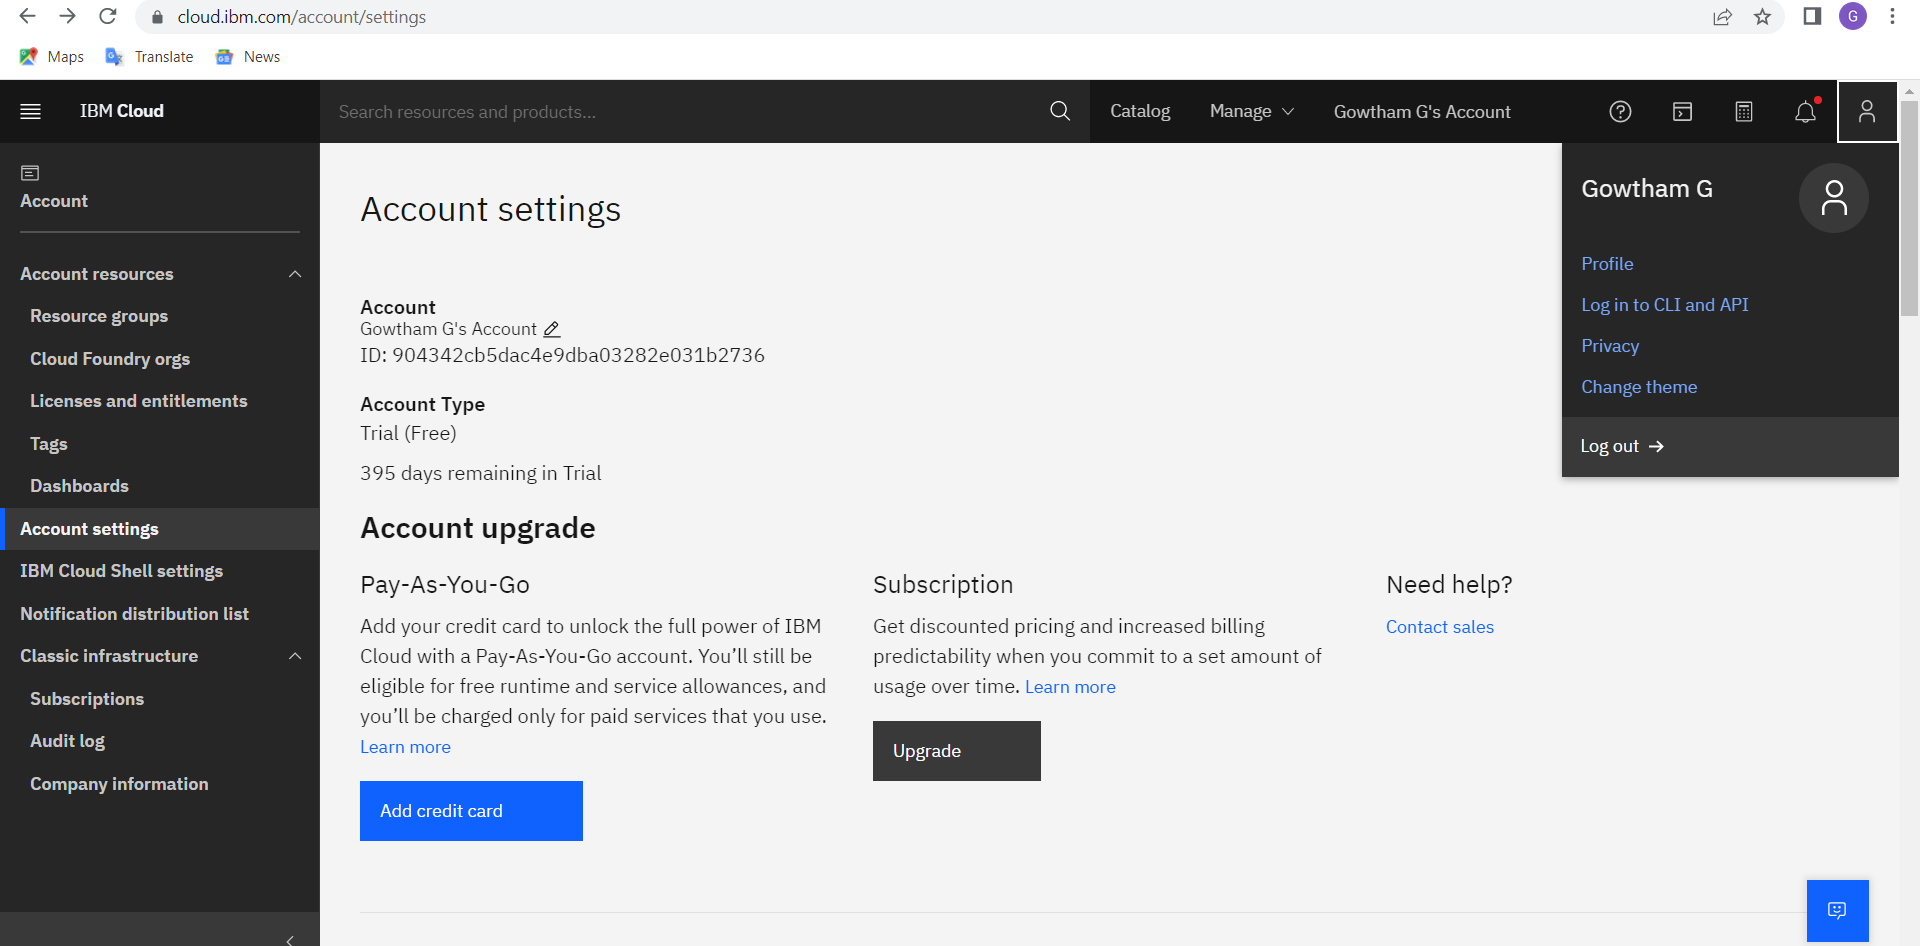 cloud.ibm.com/account/settings
G
Maps
Translate
News
IBM Cloud
Search resources and products...
Catalog
Manage
Gowtham G's Account
Account
Account resources
Resource groups
Cloud Foundry orgs
Licenses and entitlements
Tags
Dashboards
Account settings
IBM Cloud Shell settings
Notification distribution list
Classic infrastructure
Subscriptions
Audit log
Company information
Account settings
Account
Gowtham G's Account
ID: 904342cb5dac4e9dba03282e031b2736
Account Type
Trial (Free)
395 days remaining in Trial
Account upgrade
Pay-As-You-Go
Add your credit card to unlock the full power of IBM
Cloud with a Pay-As-You-Go account. You’ll still be
eligible for free runtime and service allowances, and
you’ll be charged only for paid services that you use.
Learn more
Add credit card
Subscription
Get discounted pricing and increased billing
predictability when you commit to a set amount of
usage over time. Learn more
Upgrade
Need help?
Contact sales
Gowtham G
Profile
Log in to CLI and API
Privacy
Change theme
Log out →